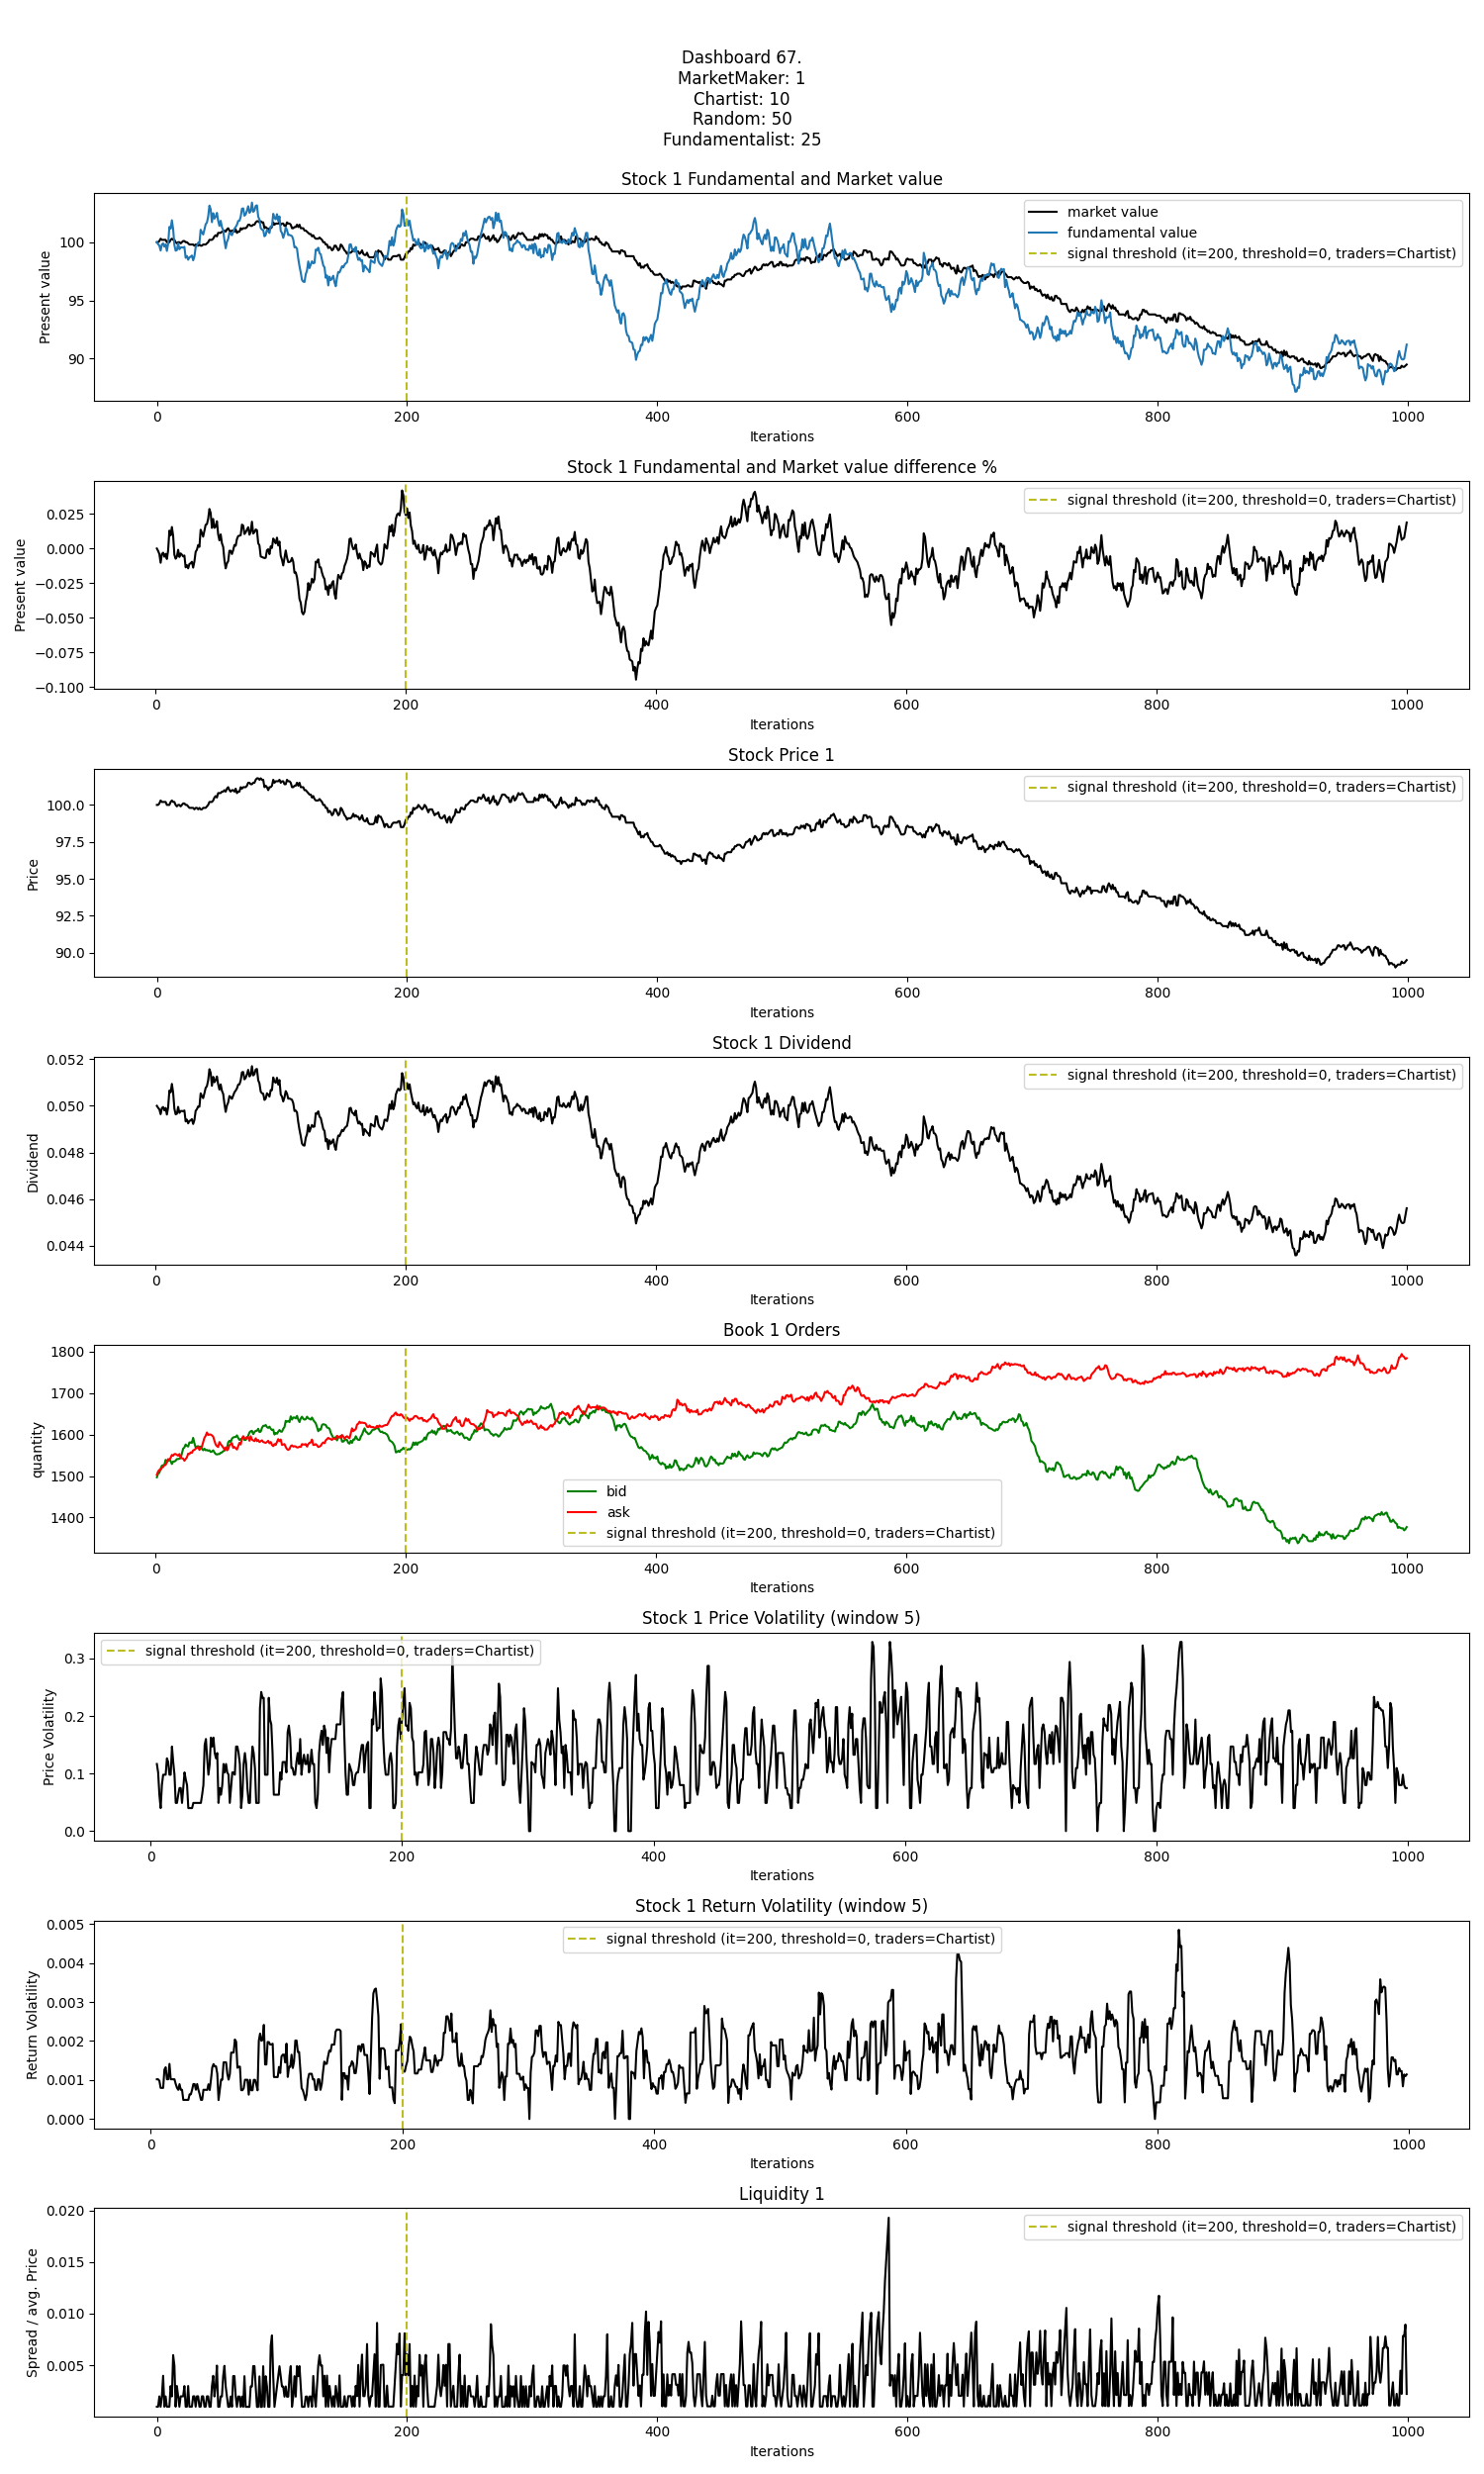 Dashboard 67.
MarketMaker: 1
Chartist: 10
Random: 50
Fundamentalist: 25
Stock 1 Fundamental and Market value
market value
fundamental value
signal threshold (it=200, threshold=0, traders=Chartist)
100
95
90
Present value
0
200
400
600
800
1000
Iterations
Stock 1 Fundamental and Market value difference %
signal threshold (it=200, threshold=0, traders=Chartist)
0.025
0.000
−0.025
−0.050
−0.075
−0.100
Present value
0
200
400
600
800
1000
Iterations
Stock Price 1
signal threshold (it=200, threshold=0, traders=Chartist)
100.0
97.5
95.0
92.5
90.0
Price
0
200
400
600
800
1000
Iterations
Stock 1 Dividend
signal threshold (it=200, threshold=0, traders=Chartist)
0.052
0.050
0.048
0.046
0.044
Dividend
0
200
400
600
800
1000
Iterations
Book 1 Orders
1800
1700
1600
1500
1400
quantity
bid
ask
signal threshold (it=200, threshold=0, traders=Chartist)
0
200
400
600
800
1000
Iterations
Stock 1 Price Volatility (window 5)
signal threshold (it=200, threshold=0, traders=Chartist)
0.3
0.2
0.1
0.0
Price Volatility
0
200
400
600
800
1000
Iterations
Stock 1 Return Volatility (window 5)
signal threshold (it=200, threshold=0, traders=Chartist)
0.005
0.004
0.003
0.002
0.001
0.000
Return Volatility
0
200
400
600
800
1000
Iterations
Liquidity 1
signal threshold (it=200, threshold=0, traders=Chartist)
0.020
0.015
0.010
0.005
Spread / avg. Price
0
200
400
600
800
1000
Iterations